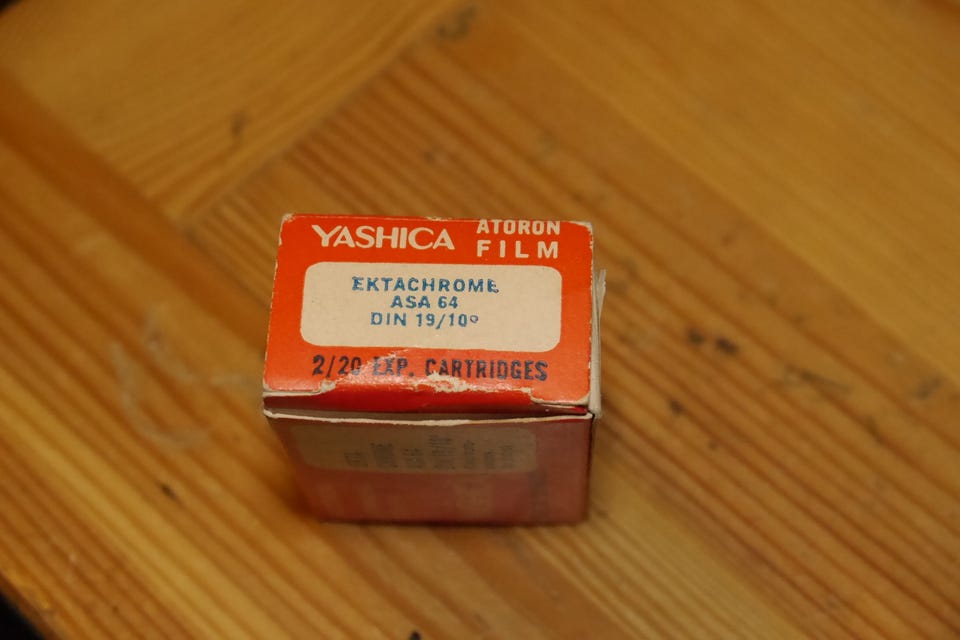 YASHICA ATORON
FILM
EKTACHROME
ASA 64
DIN 19/10°
2/20 EXP. CARTRIDGES